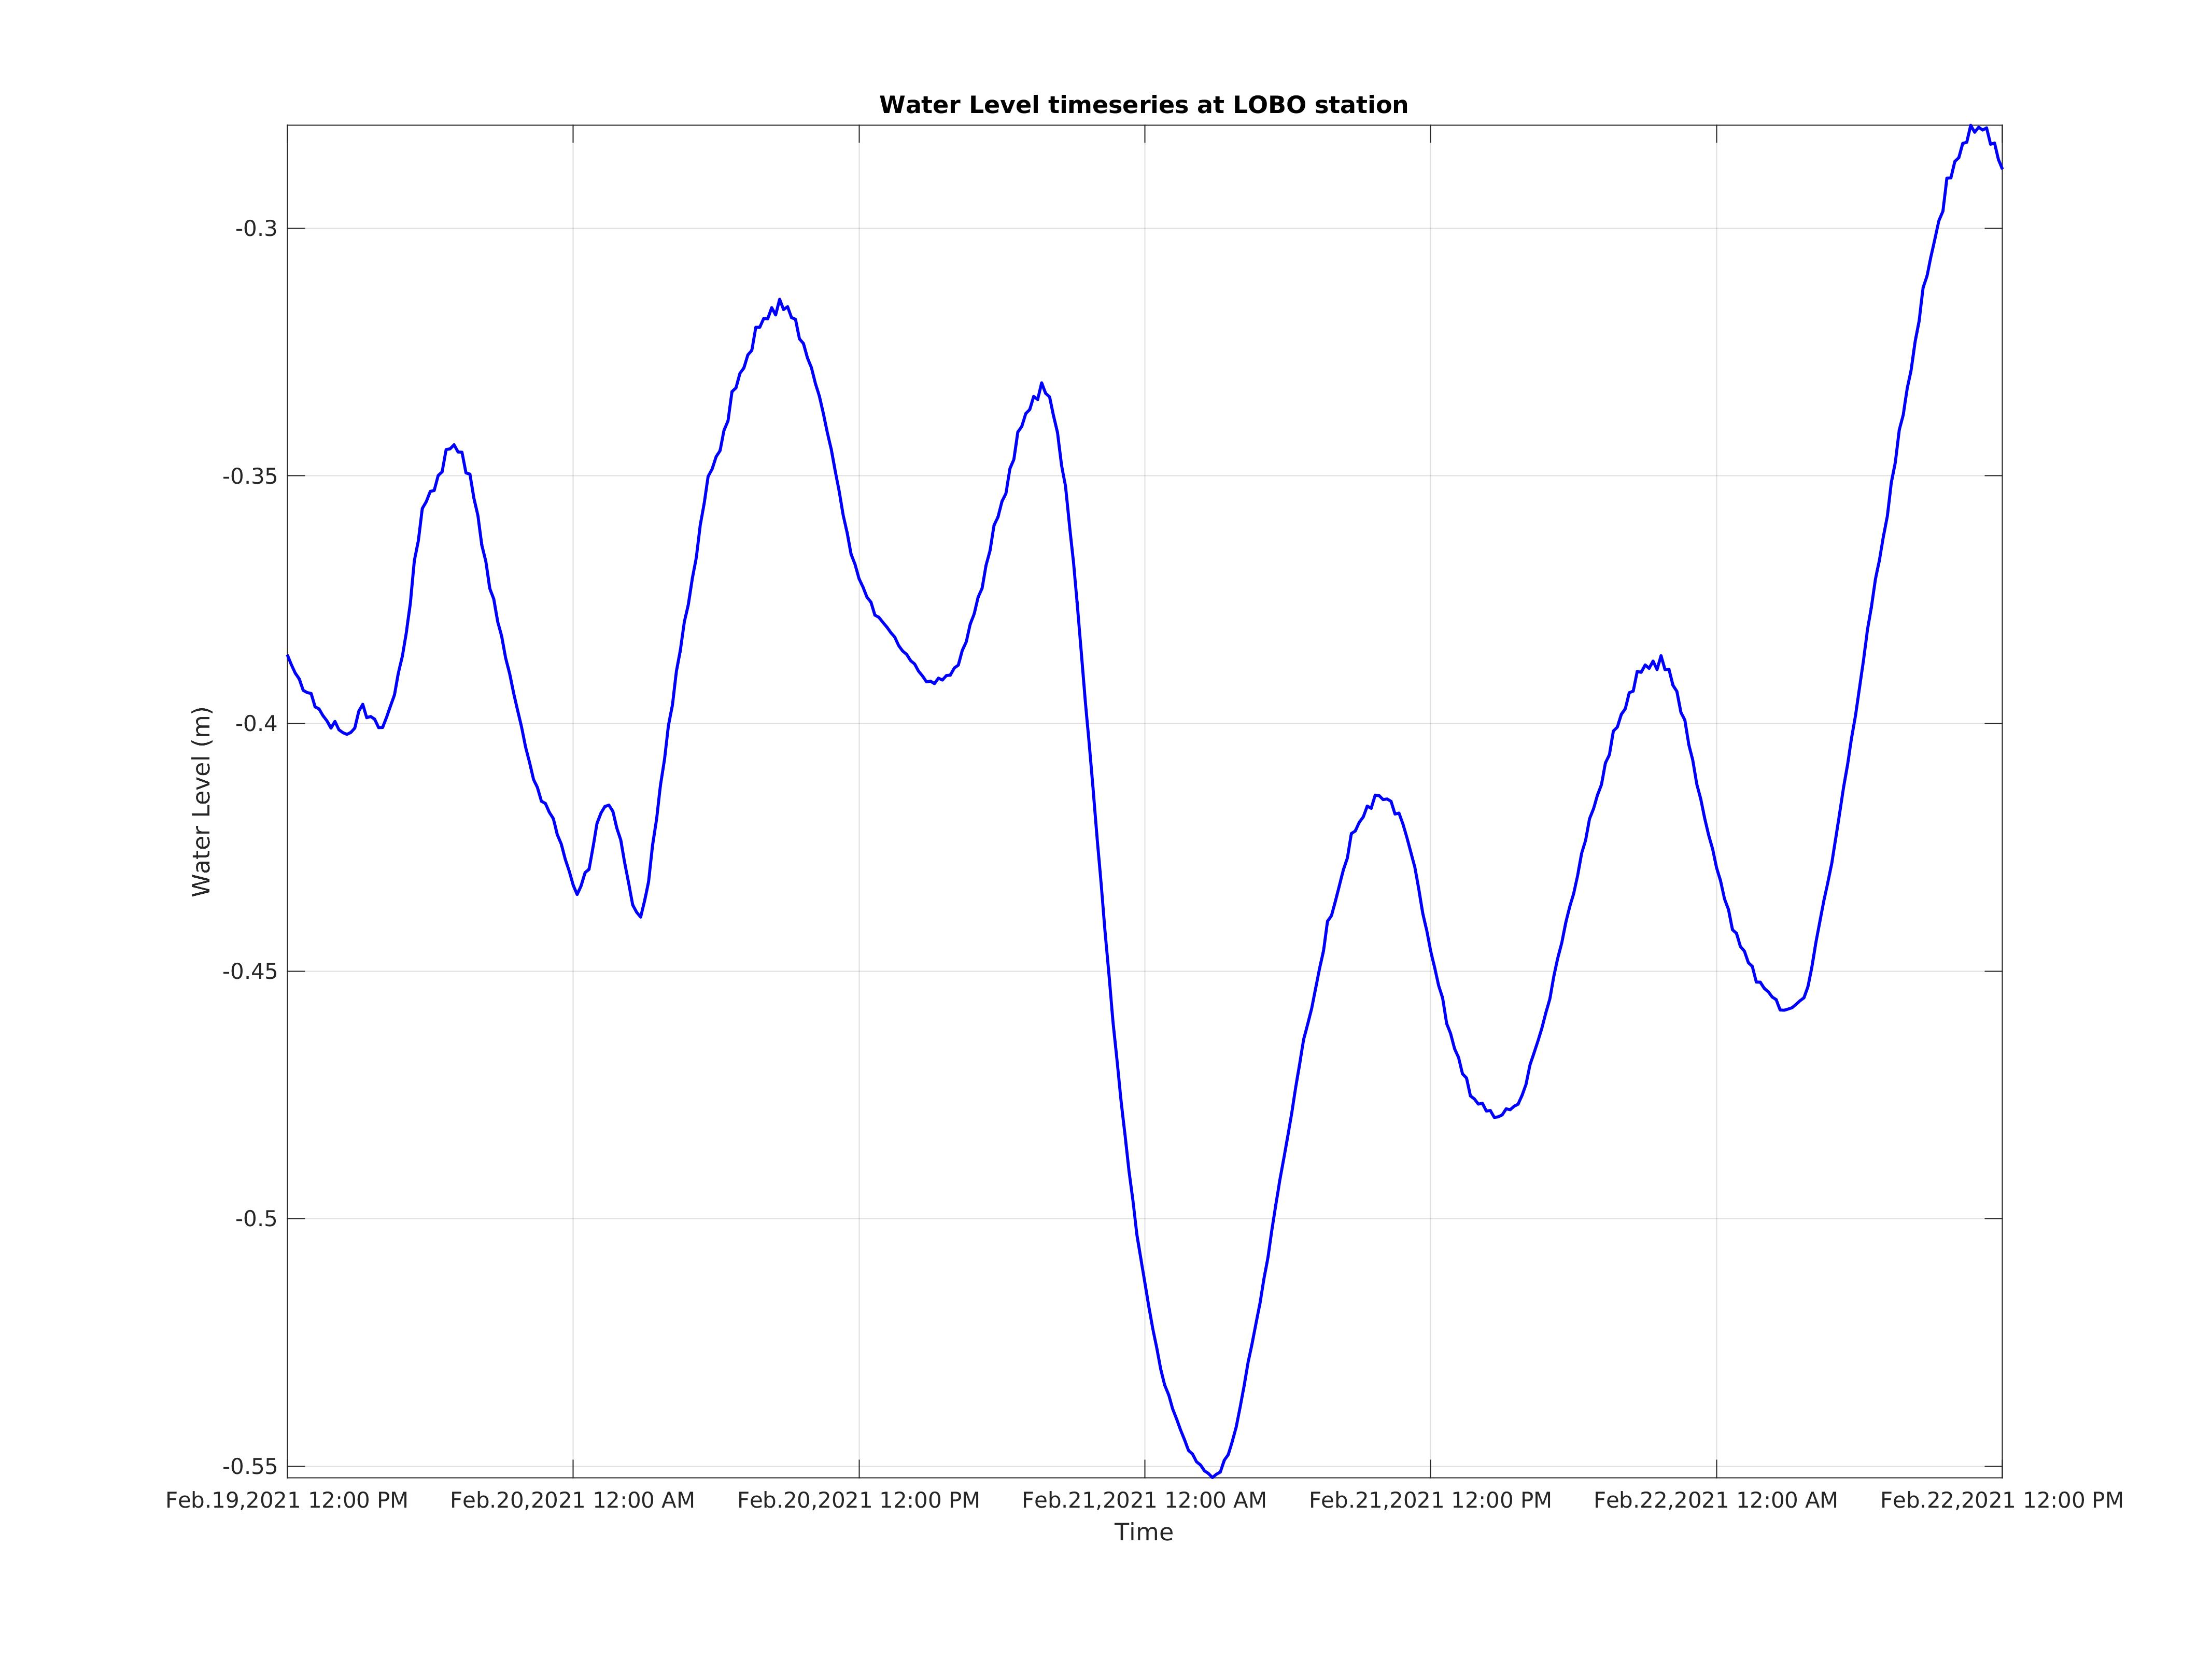 Water Level timeseries at LOBO station
-0.3
-0.35
-0.4
-0.45
-0.5
-0.55
Water Level (m)
Feb.19,2021 12:00 PM
Feb.20,2021 12:00 AM
Feb.20,2021 12:00 PM
Feb.21,2021 12:00 AM
Feb.21,2021 12:00 PM
Feb.22,2021 12:00 AM
Feb.22,2021 12:00 PM
Time